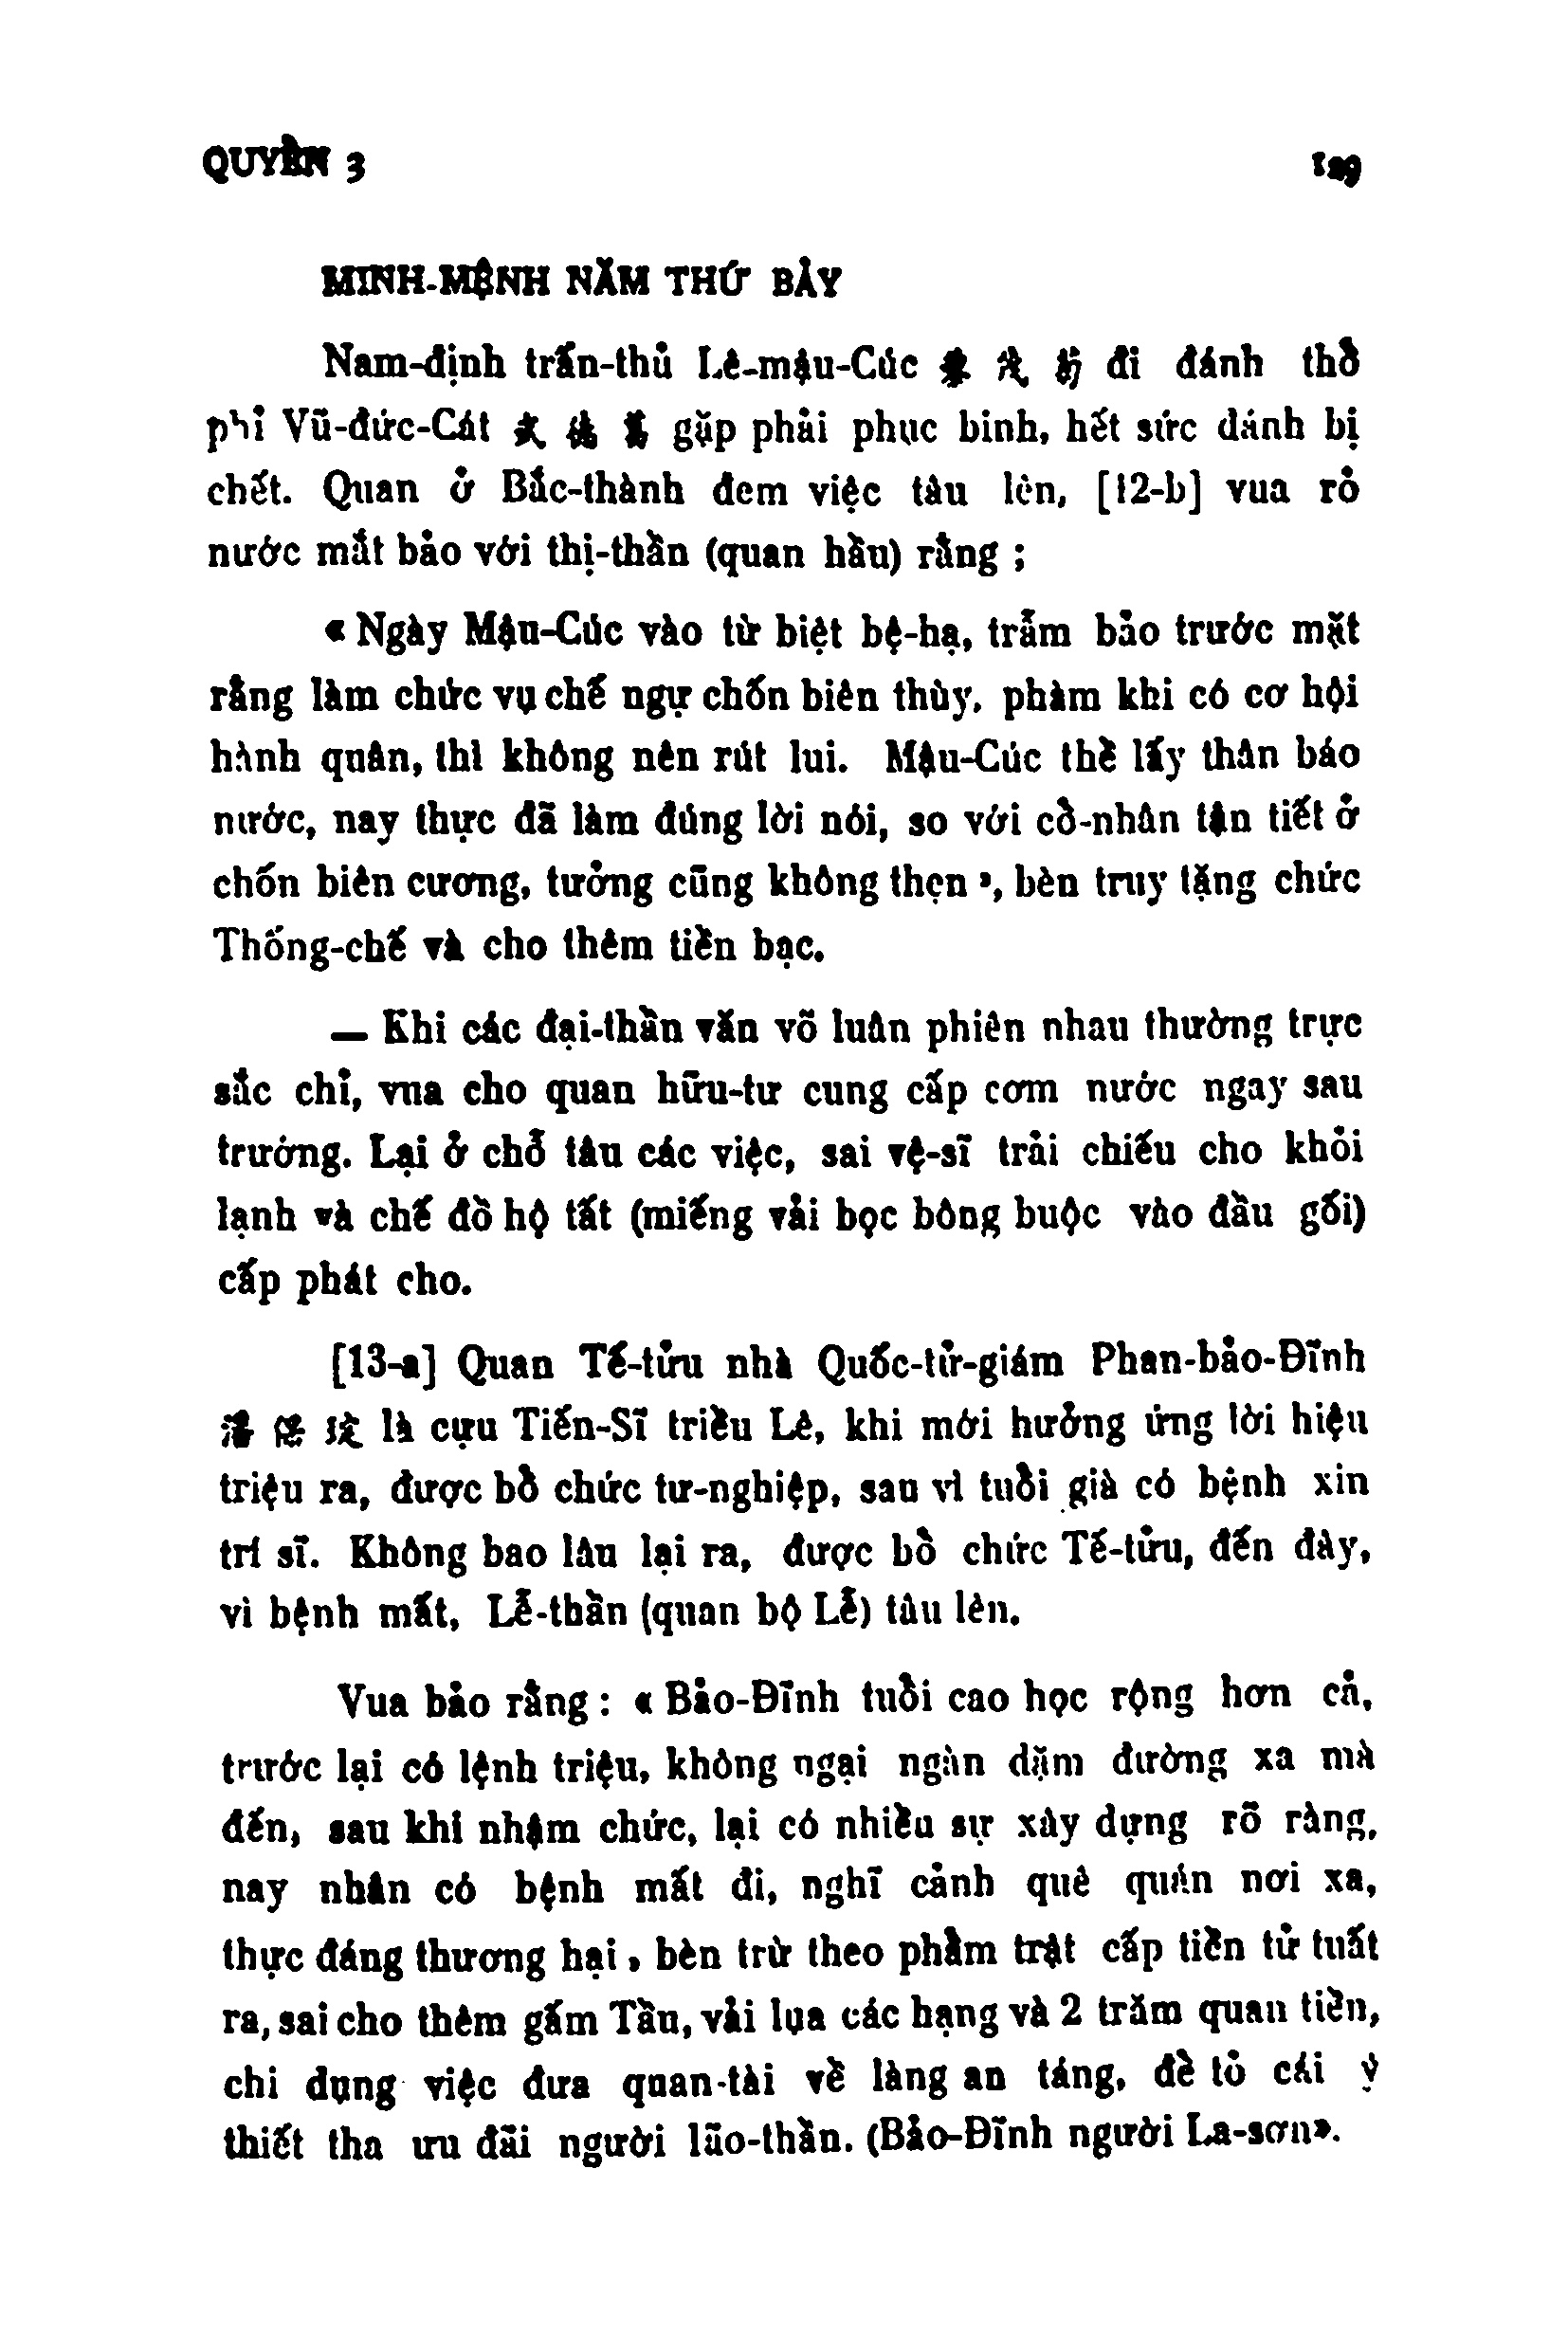 QUYỀN 3
129
MINH-MỆNH NĂM THỨ BẢY
Nam-định trấn-thủ Lê-mậu-Cúc 黎 茂 菊 đi đánh thổ
phỉ Vũ-đức-Cát 武 德 葛 gặp phải phục binh, hết sức đánh bị
chết. Quan ở Bắc-thành đem việc tâu lên, [12-b] vua rỏ
nước mắt bảo với thị-thần (quan hầu) rằng ;
« Ngày Mậu-Cúc vào từ biệt bệ-hạ, trẫm bảo trước mặt
rằng làm chức vụ chế ngự chốn biên thùy, phàm khi có cơ hội
hành quân, thì không nên rút lui. Mậu-Cúc thề lấy thân báo
nước, nay thực đã làm đúng lời nói, so với cổ-nhân tận tiết ở
chốn biên cương, tưởng cũng không thẹn », bèn truy tặng chức
Thống-chế và cho thêm tiền bạc.
— Khi các đại-thần văn võ luân phiên nhau thường trực
sắc chỉ, vua cho quan hữu-tư cung cấp cơm nước ngay sau
trướng. Lại ở chỗ tâu các việc, sai vệ-sĩ trải chiếu cho khỏi
lạnh và chế đồ hộ tất (miếng vải bọc bông buộc vào đầu gối)
cấp phát cho.
[13-a] Quan Tế-tửu nhà Quốc-tử-giám Phan-bảo-Đĩnh
潘 保 珽 là cựu Tiến-Sĩ triều Lê, khi mới hưởng ứng lời hiệu
triệu ra, được bổ chức tư-nghiệp, sau vì tuổi già có bệnh xin
trí sĩ. Không bao lâu lại ra, được bổ chức Tế-tửu, đến đây,
vì bệnh mất, Lễ-thần (quan bộ Lễ) tâu lên.
Vua bảo rằng : « Bảo-Đĩnh tuổi cao học rộng hơn cả,
trước lại có lệnh triệu, không ngại ngàn dặm đường xa mà
đến, sau khi nhậm chức, lại có nhiều sự xây dựng rõ ràng,
nay nhân có bệnh mất đi, nghĩ cảnh quê quán nơi xa,
thực đáng thương hại, bèn trừ theo phẩm trật cấp tiền tử tuất
ra, sai cho thêm gấm Tần, vải lụa các hạng và 2 trăm quan tiền,
chi dụng việc đưa quan-tài về làng an táng, để tỏ cái ý
thiết tha ưu đãi người lão-thần. (Bảo-Đĩnh người La-sơn».